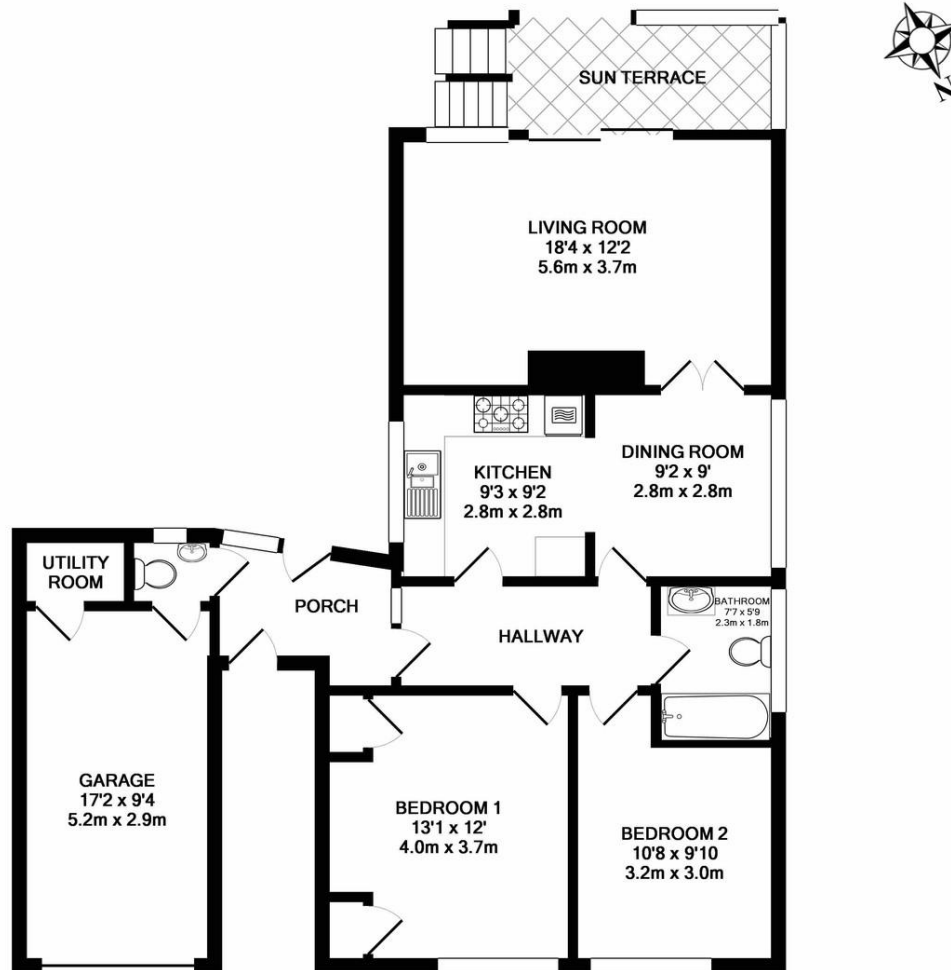 N
SUN TERRACE
LIVING ROOM
18'4 x 12'2
5.6m x 3.7m
KITCHEN
9'3 x 9'2
2.8m x 2.8m
DINING ROOM
9'2 x 9'
2.8m x 2.8m
UTILITY
ROOM
PORCH
HALLWAY
BATHROOM
7'7 x 5'9
2.3m x 1.8m
GARAGE
17'2 x 9'4
5.2m x 2.9m
BEDROOM 1
13'1 x 12'
4.0m x 3.7m
BEDROOM 2
10'8 x 9'10
3.2m x 3.0m